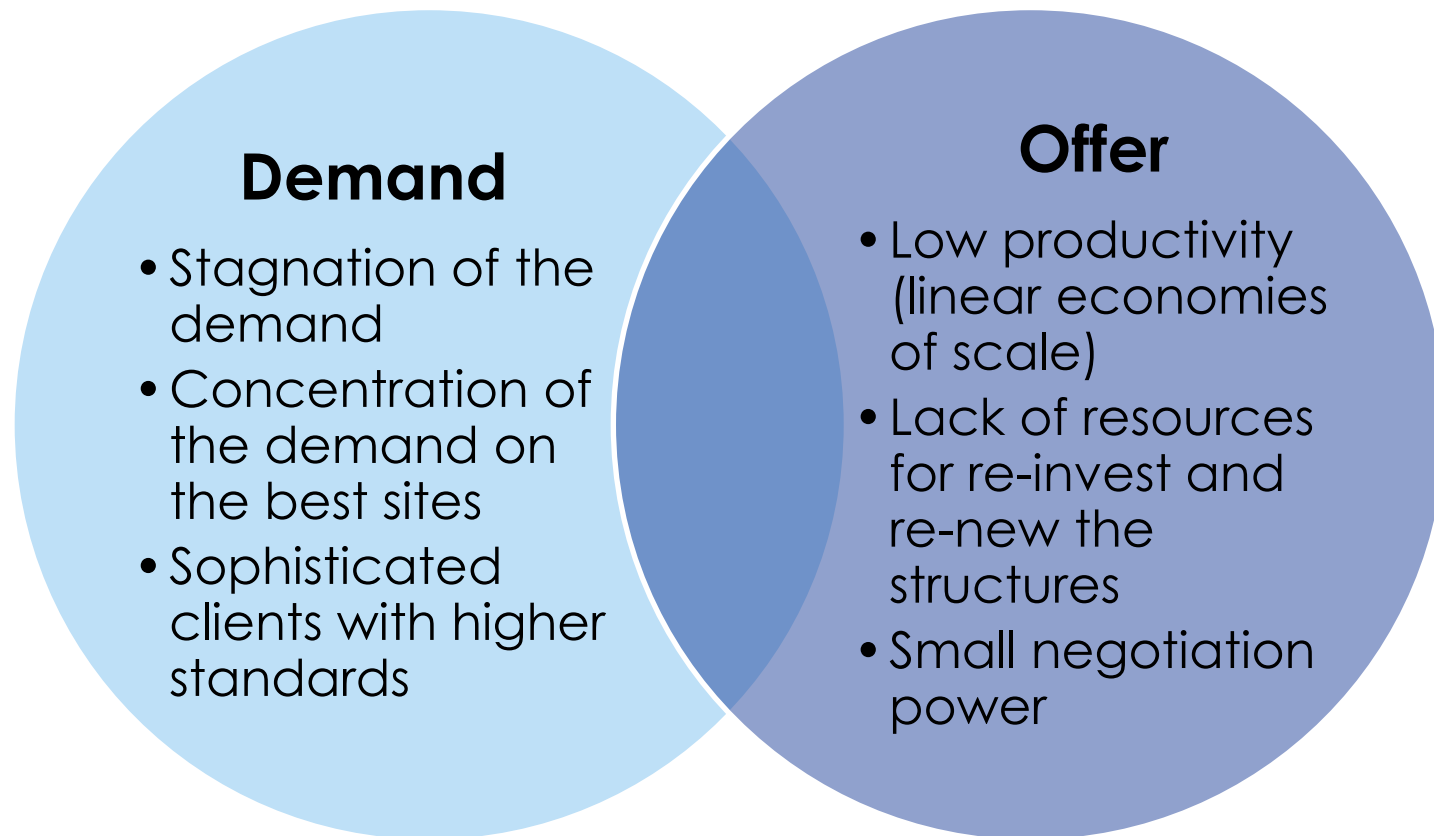 Demand
• Stagnation of the
demand
• Concentration of
the demand on
the best sites
• Sophisticated
clients with higher
standards
Offer
• Low productivity
(linear economies
of scale)
• Lack of resources
for re-invest and
re-new the
structures
• Small negotiation
power